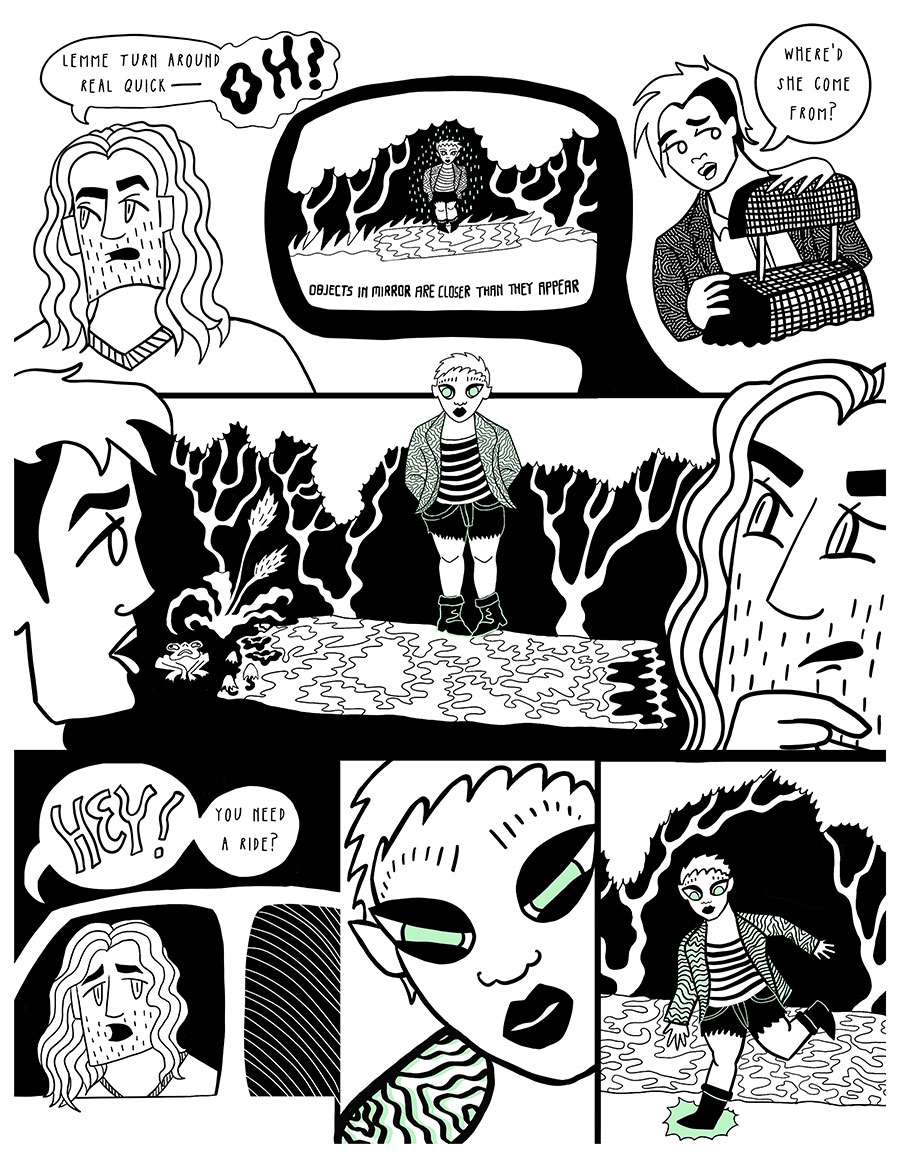 LEMME TURN AROUND
REAL QUICK —
OH!
OBJECTS IN MIRROR ARE CLOSER THAN THEY APPEAR
WHERE'D
SHE COME
FROM?
HEY!
YOU NEED
A RIDE?